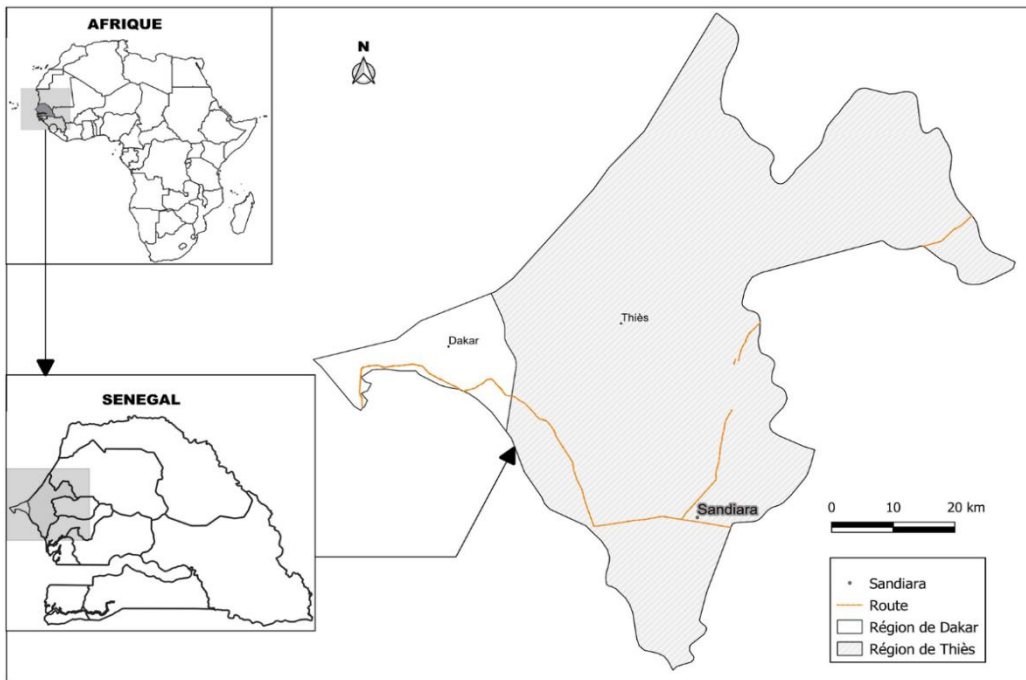 AFRIQUE
N
Thiès
Dakar
SENEGAL
Sandiara
0 10 20 km
Sandiara
Route
Région de Dakar
Région de Thiès